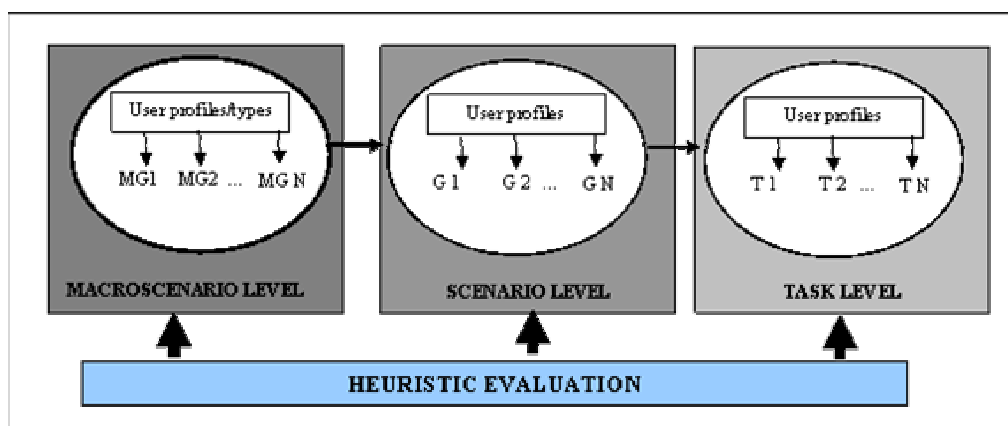 User profiles/types
MG1 MG2 ... MG N
MACROSCENARIO LEVEL
User profiles
G 1 G 2 ... G N
SCENARIO LEVEL
User profiles
T 1 T 2 ... T N
TASK LEVEL
HEURISTIC EVALUATION